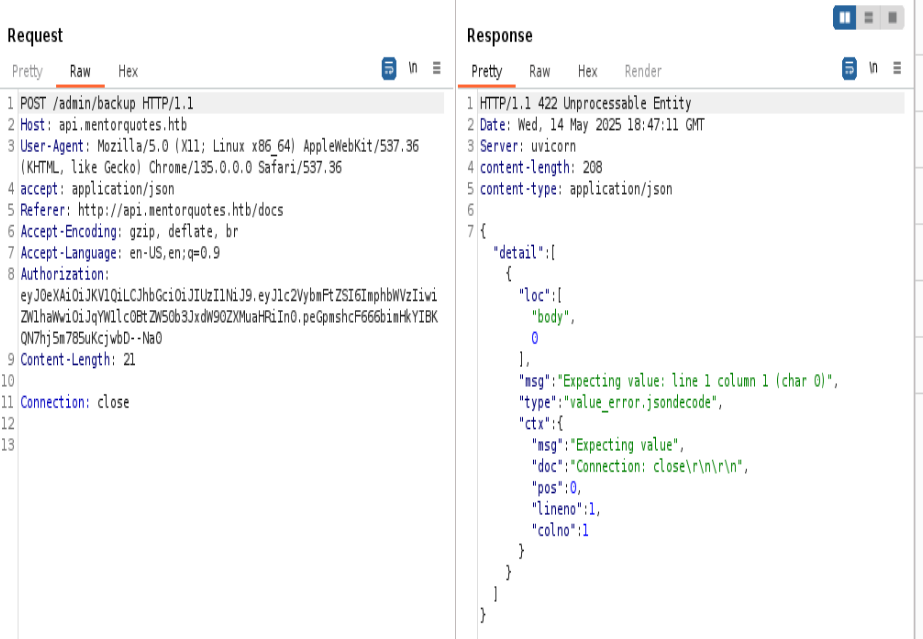 Request
Pretty Raw Hex
\n
1 POST /admin/backup HTTP/1.1
2 Host: api.mentorquotes.htb
3 User-Agent: Mozilla/5.0 (X11; Linux x86_64) AppleWebKit/537.36
(KHTML, like Gecko) Chrome/135.0.0.0 Safari/537.36
4 accept: application/json
5 Referer: http://api.mentorquotes.htb/docs
6 Accept-Encoding: gzip, deflate, br
7 Accept-Language: en-US,en;q=0.9
8 Authorization:
eyJ0eXAiOiJKV1QiLCJhbGciOiJIUzI1NiJ9.eyJ1c2VybmFtZSI6ImphbWVzIiwi
ZW1haWwiOiJqYW1lc0BtZW50b3JxdW90ZXMuaHRiIn0.peGpmshcF666bimHkYIBK
QN7hj5m785uKcjwbD--Na0
9 Content-Length: 21
10
11 Connection: close
12
13
Response
Pretty Raw Hex Render
\n
1 HTTP/1.1 422 Unprocessable Entity
2 Date: Wed, 14 May 2025 18:47:11 GMT
3 Server: uvicorn
4 content-length: 208
5 content-type: application/json
6
7 {
"detail":[
{
"loc":[
"body",
0
],
"msg":"Expecting value: line 1 column 1 (char 0)",
"type":"value_error.jsondecode",
"ctx":{
"msg":"Expecting value",
"doc":"Connection: close\r\n\r\n",
"pos":0,
"lineno":1,
"colno":1
}
}
]
}